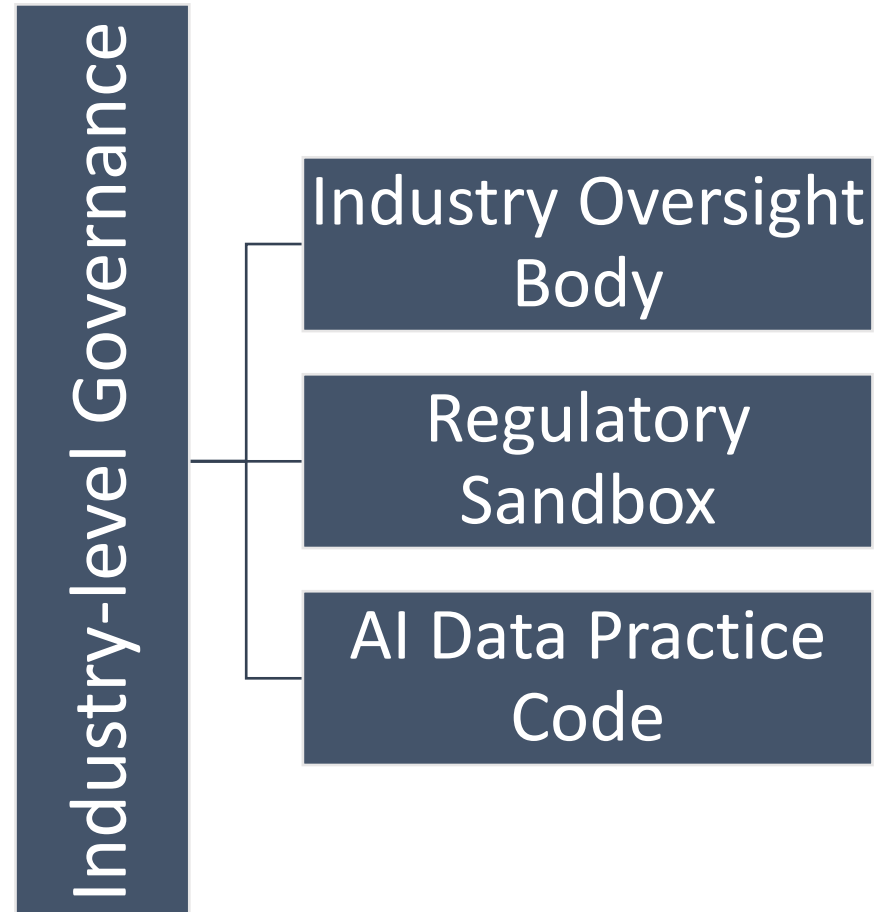 Industry-level Governance
Industry Oversight
Body
Regulatory
Sandbox
AI Data Practice
Code